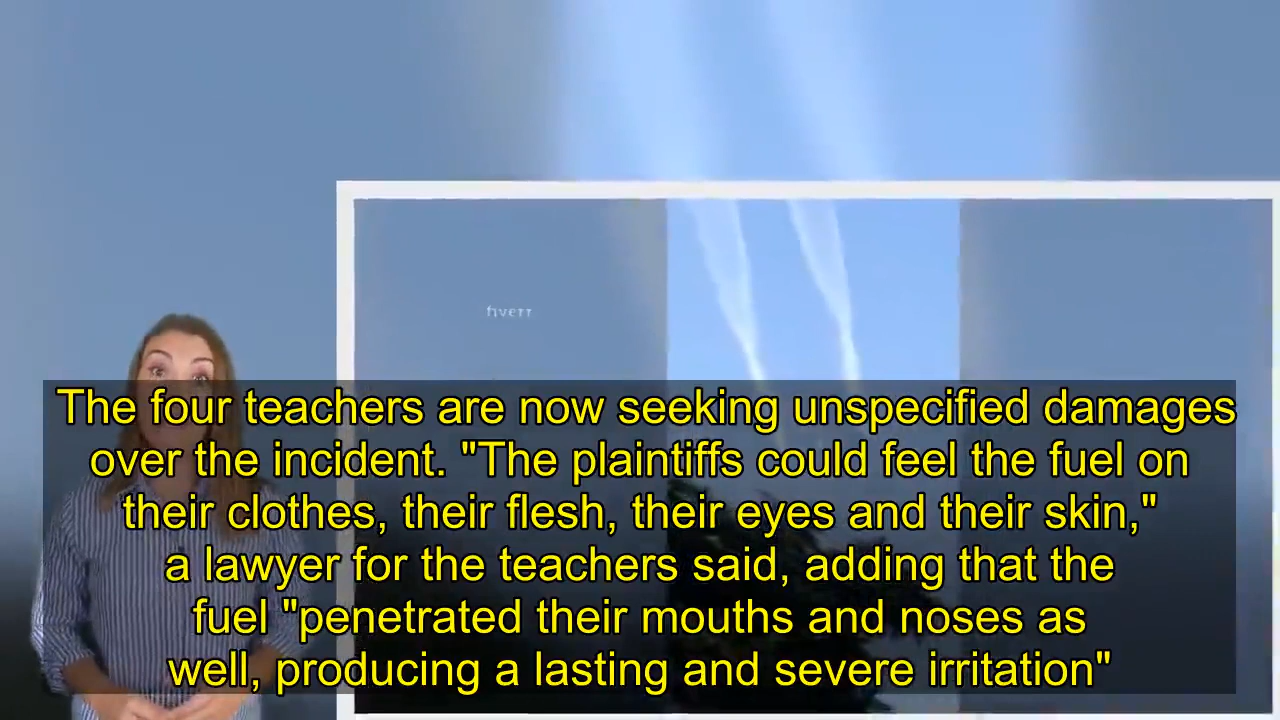 fiverr
The four teachers are now seeking unspecified damages
over the incident. "The plaintiffs could feel the fuel on
their clothes, their flesh, their eyes and their skin,"
a lawyer for the teachers said, adding that the
fuel "penetrated their mouths and noses as
well, producing a lasting and severe irritation"